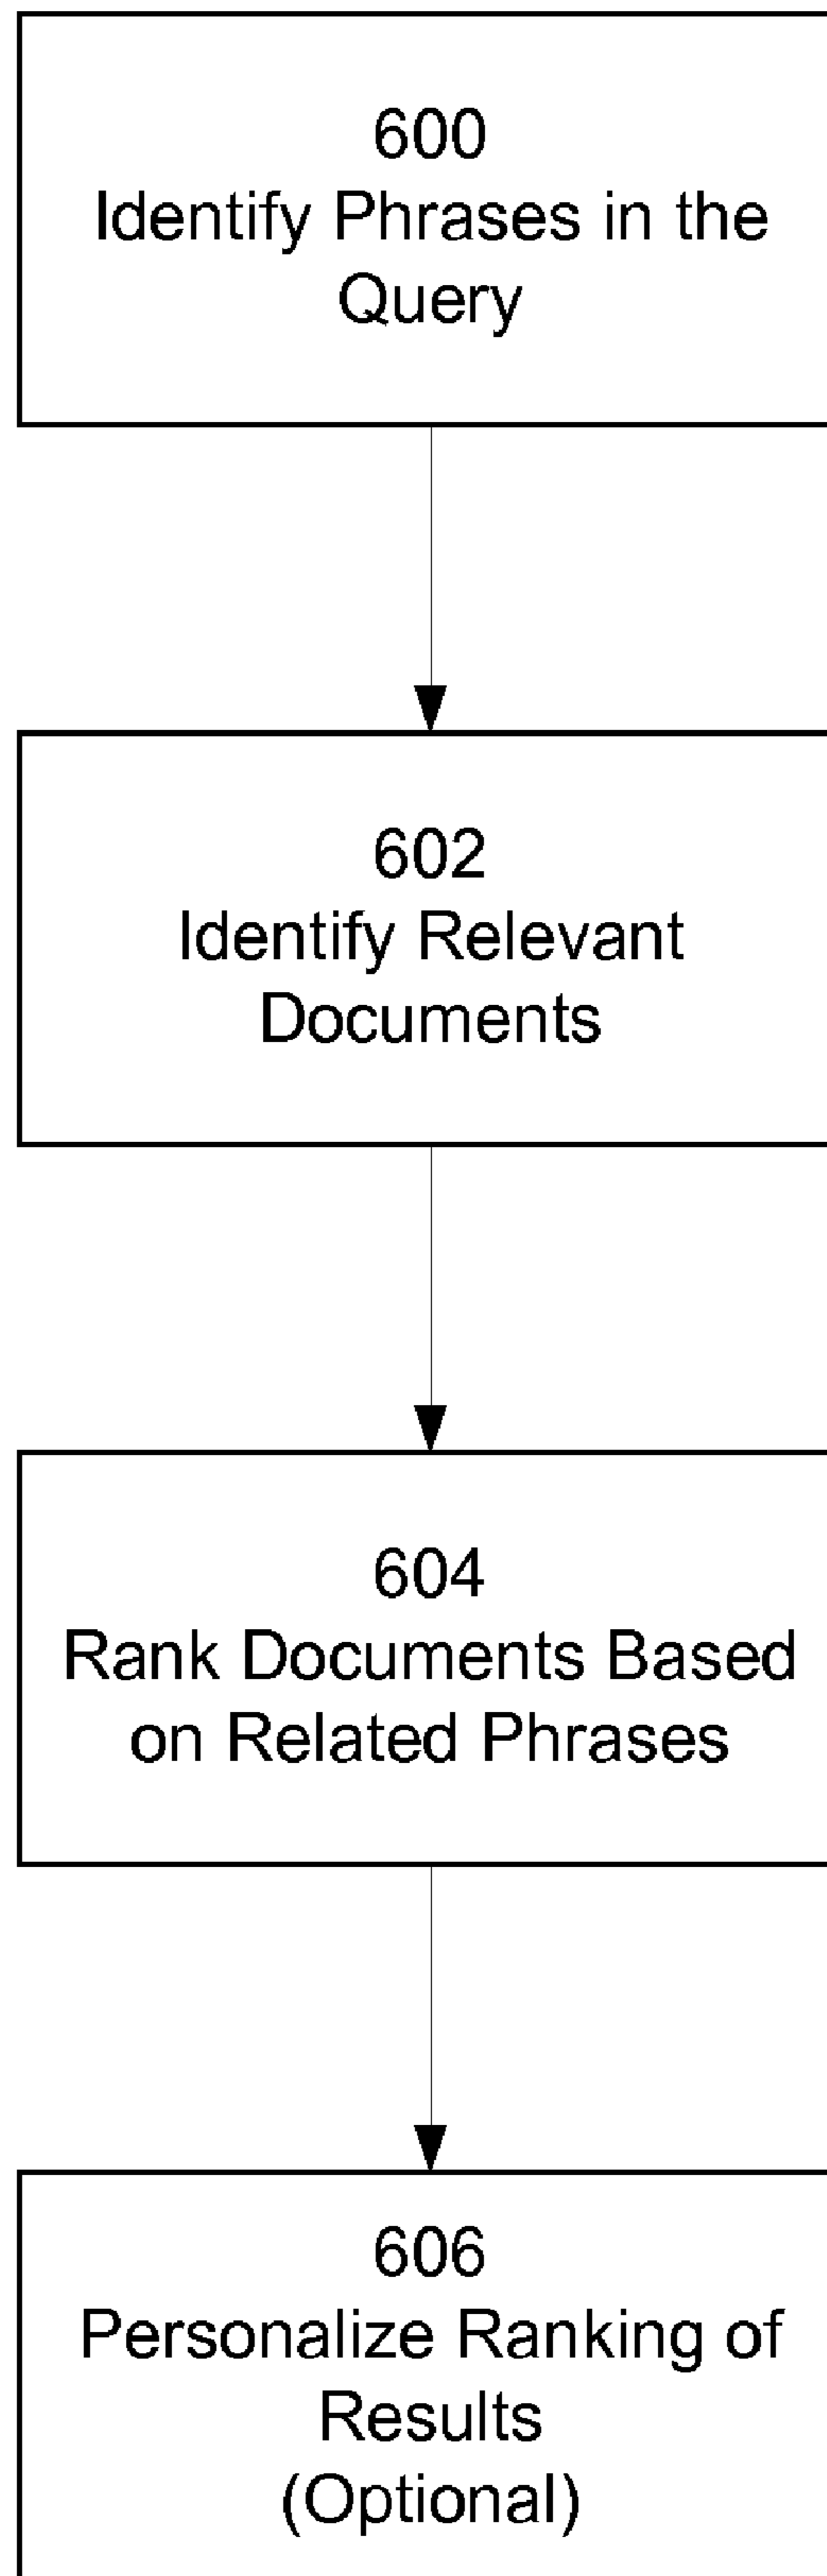 600
Identify Phrases in the
Query
602
Identify Relevant
Documents
604
Rank Documents Based
on Related Phrases
606
Personalize Ranking of
Results
(Optional)